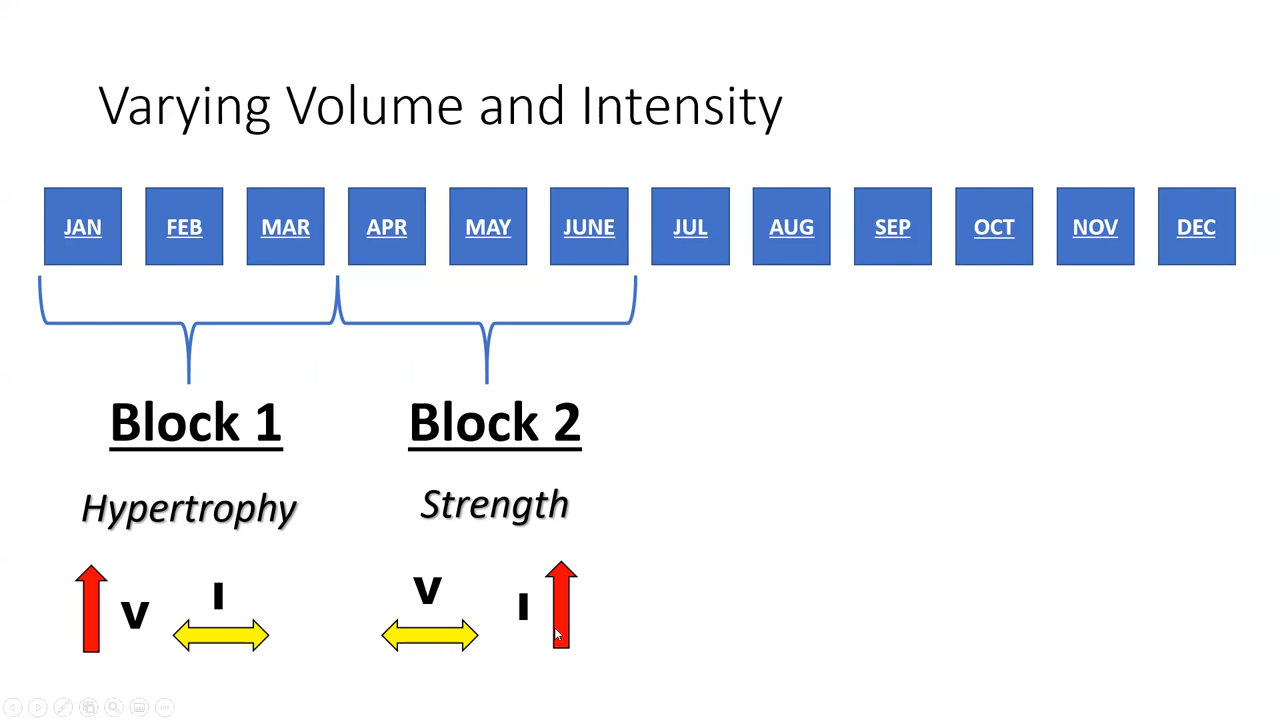 Varying Volume and Intensity
JAN FEB MAR APR MAY JUNE JUL AUG SEP OCT NOV DEC
Block 1 Block 2
Hypertrophy Strength
V I V I